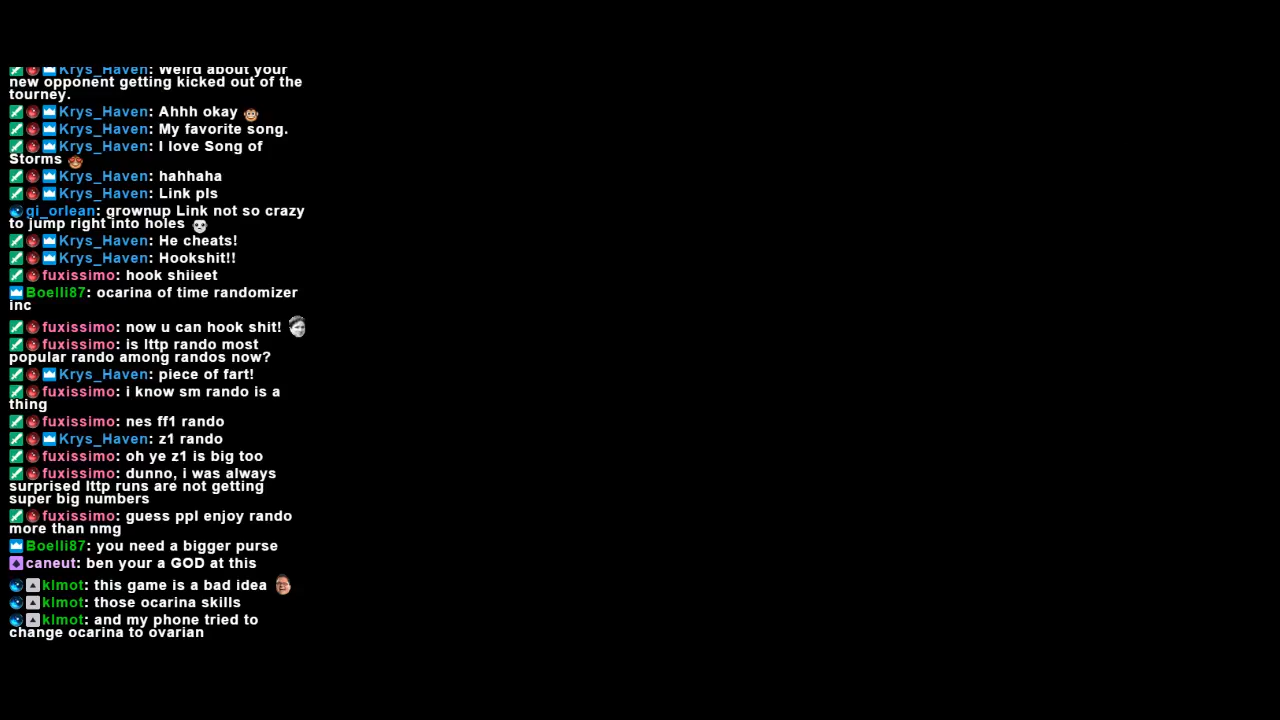 Krys_Haven: Weird about your
new opponent getting kicked out of the
tourney.
Krys_Haven: Ahhh okay
Krys_Haven: My favorite song.
Krys_Haven: I love Song of
Storms
Krys_Haven: hahhaha
Krys_Haven: Link pls
gi_orlean: grownup Link not so crazy
to jump right into holes
Krys_Haven: He cheats!
Krys_Haven: Hookshit!!
fuxissimo: hook shiieet
Boelli87: ocarina of time randomizer
inc
fuxissimo: now u can hook shit!
fuxissimo: is lttp rando most
popular rando among randos now?
Krys_Haven: piece of fart!
fuxissimo: i know sm rando is a
thing
fuxissimo: nes ff1 rando
Krys_Haven: z1 rando
fuxissimo: oh ye z1 is big too
fuxissimo: dunno, i was always
surprised lttp runs are not getting
super big numbers
fuxissimo: guess ppl enjoy rando
more than nmg
Boelli87: you need a bigger purse
caneut: ben your a GOD at this
klmot: this game is a bad idea
klmot: those ocarina skills
klmot: and my phone tried to
change ocarina to ovarian